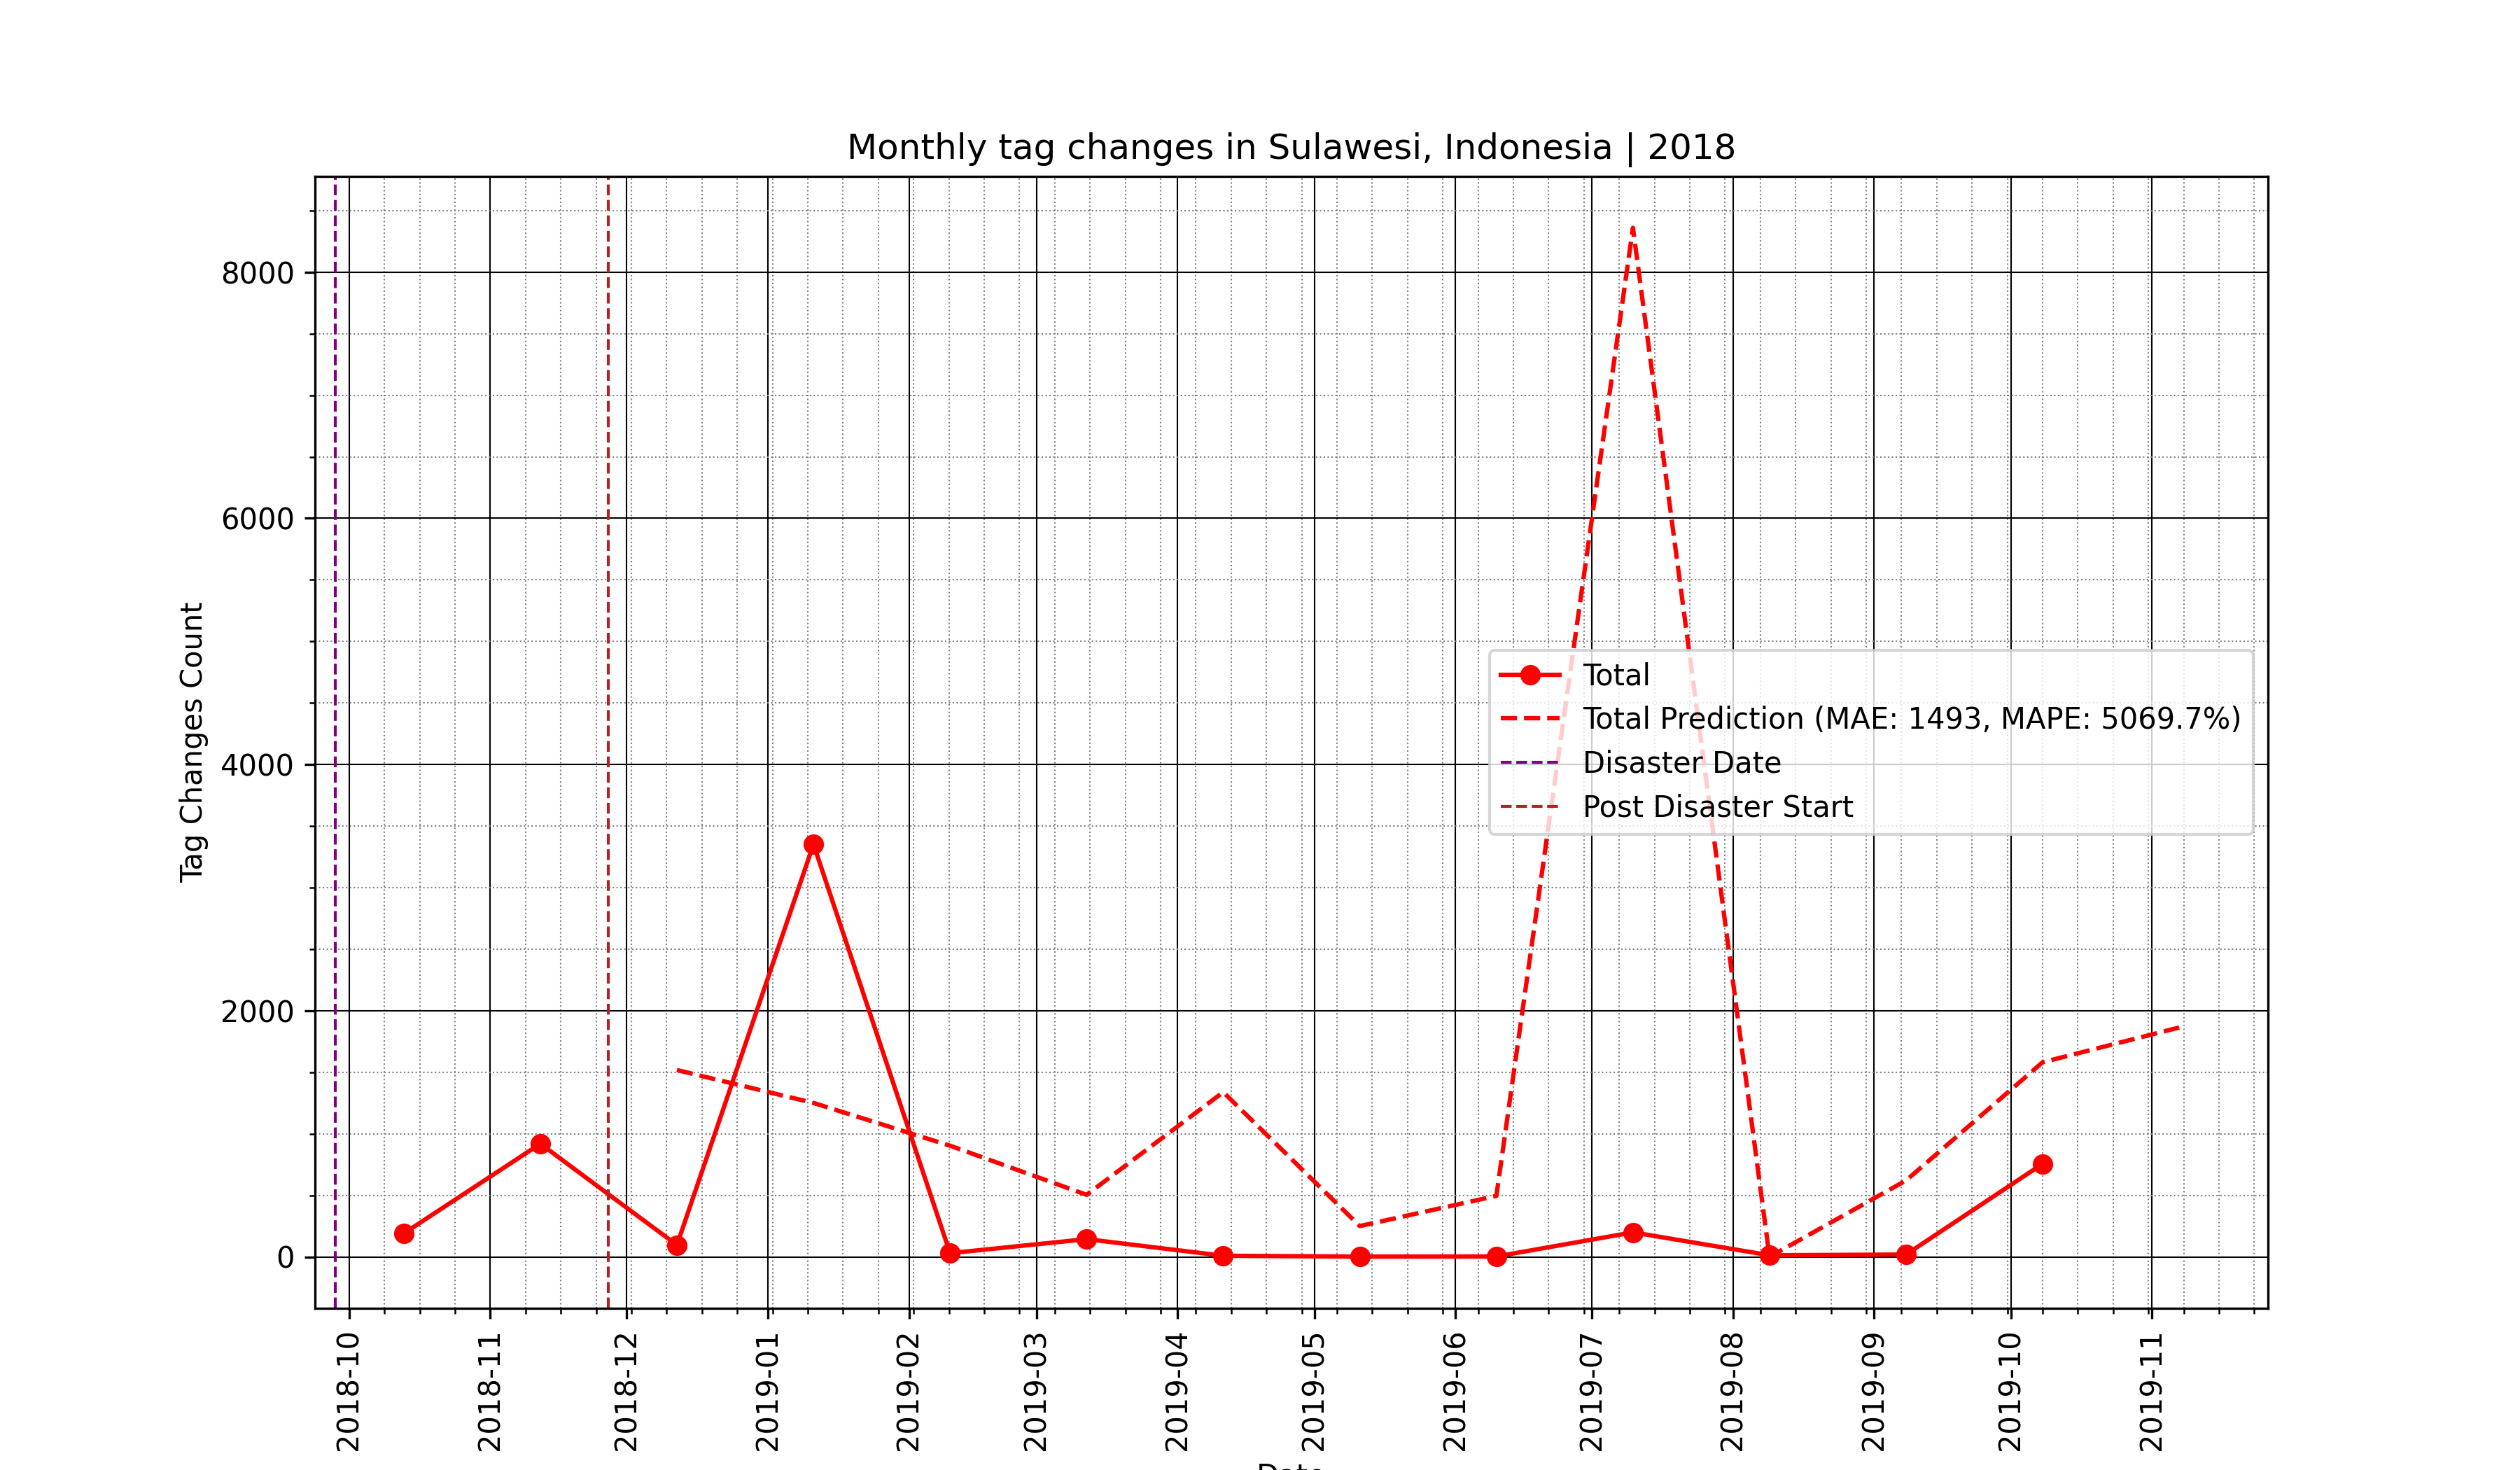 Monthly tag changes in Sulawesi, Indonesia | 2018
Tag Changes Count
8000
6000
4000
2000
0
Total
Total Prediction (MAE: 1493, MAPE: 5069.7%)
Disaster Date
Post Disaster Start
2018-10
2018-11
2018-12
2019-01
2019-02
2019-03
2019-04
2019-05
2019-06
2019-07
2019-08
2019-09
2019-10
2019-11
Date